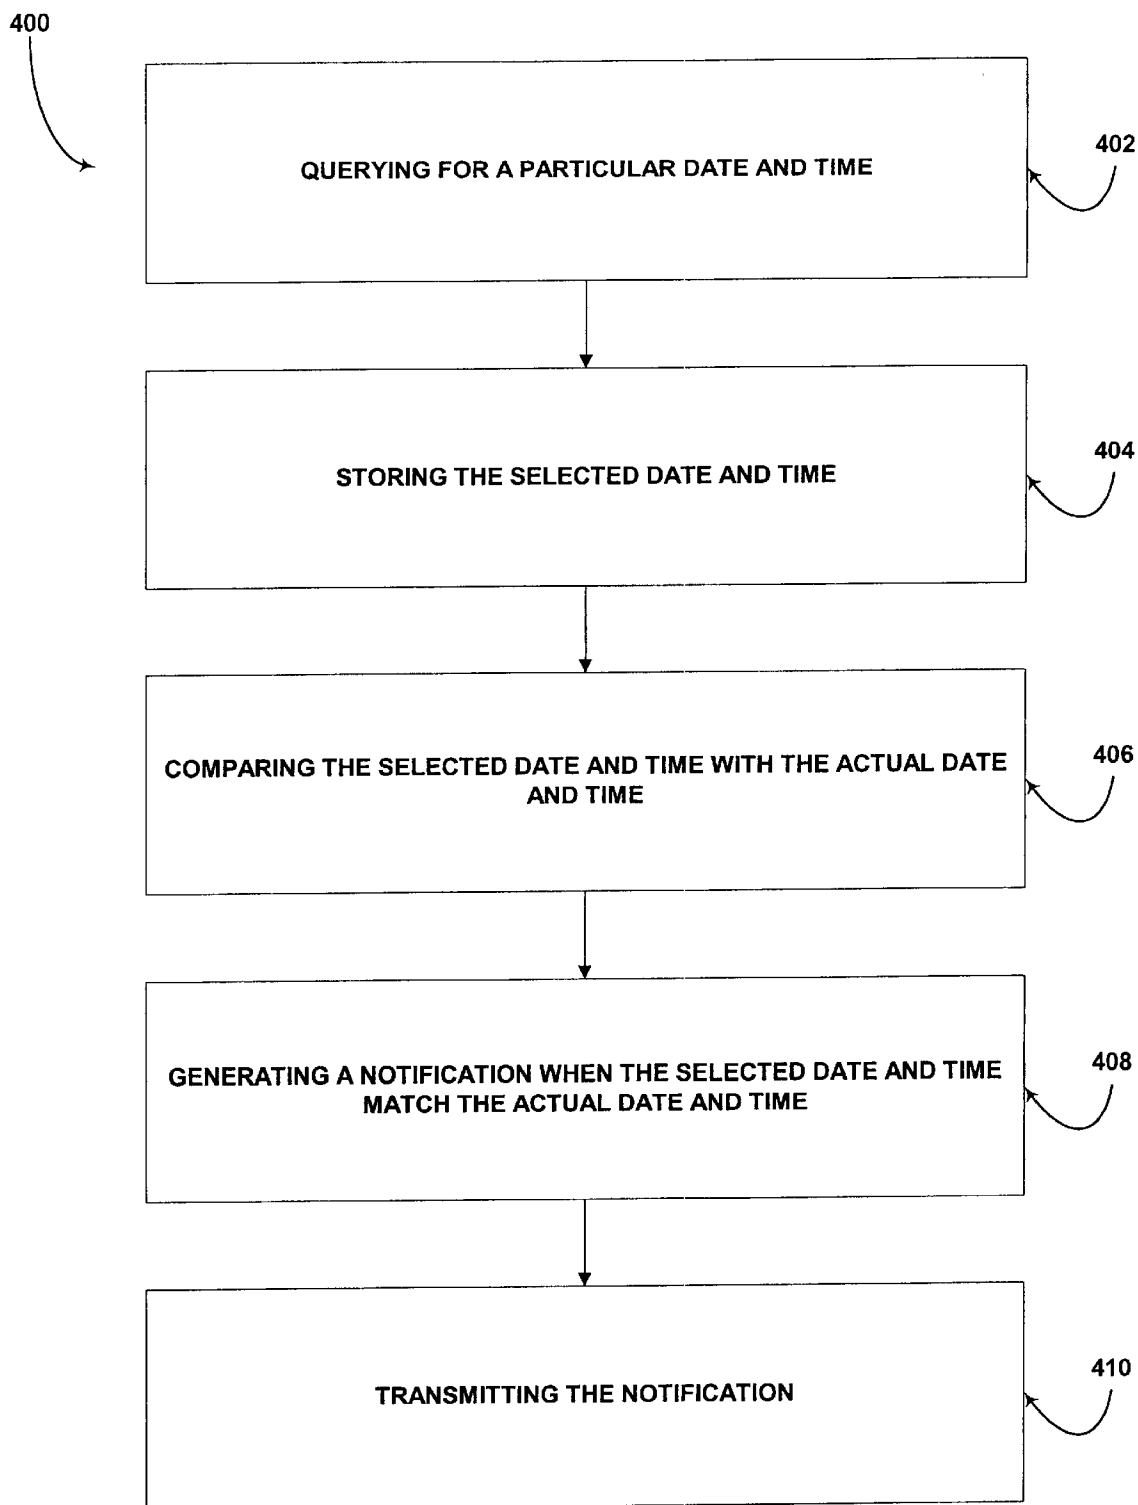 400
QUERYING FOR A PARTICULAR DATE AND TIME
402
STORING THE SELECTED DATE AND TIME
404
COMPARING THE SELECTED DATE AND TIME WITH THE ACTUAL DATE
AND TIME
406
GENERATING A NOTIFICATION WHEN THE SELECTED DATE AND TIME
MATCH THE ACTUAL DATE AND TIME
408
TRANSMITTING THE NOTIFICATION
410